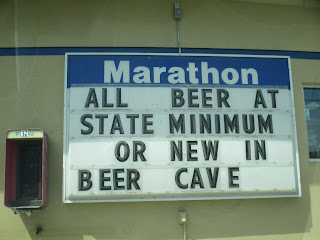 Marathon
ALL BEER AT
STATE MINIMUM
OR NEW IN
BEER CAVE